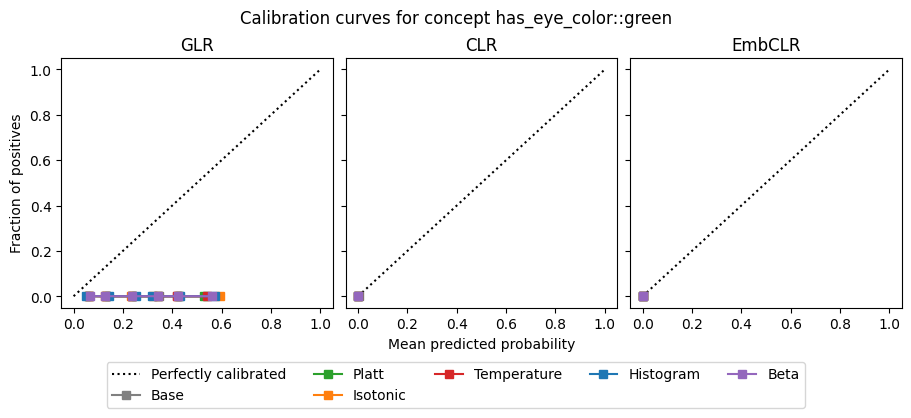 Calibration curves for concept has_eye_color::green
GLR
CLR
EmbCLR
Fraction of positives
1.0
0.8
0.6
0.4
0.2
0.0
0.0 0.2 0.4 0.6 0.8 1.0
0.0 0.2 0.4 0.6 0.8 1.0
0.0 0.2 0.4 0.6 0.8 1.0
Mean predicted probability
Perfectly calibrated Platt Temperature Histogram Beta
Base Isotonic